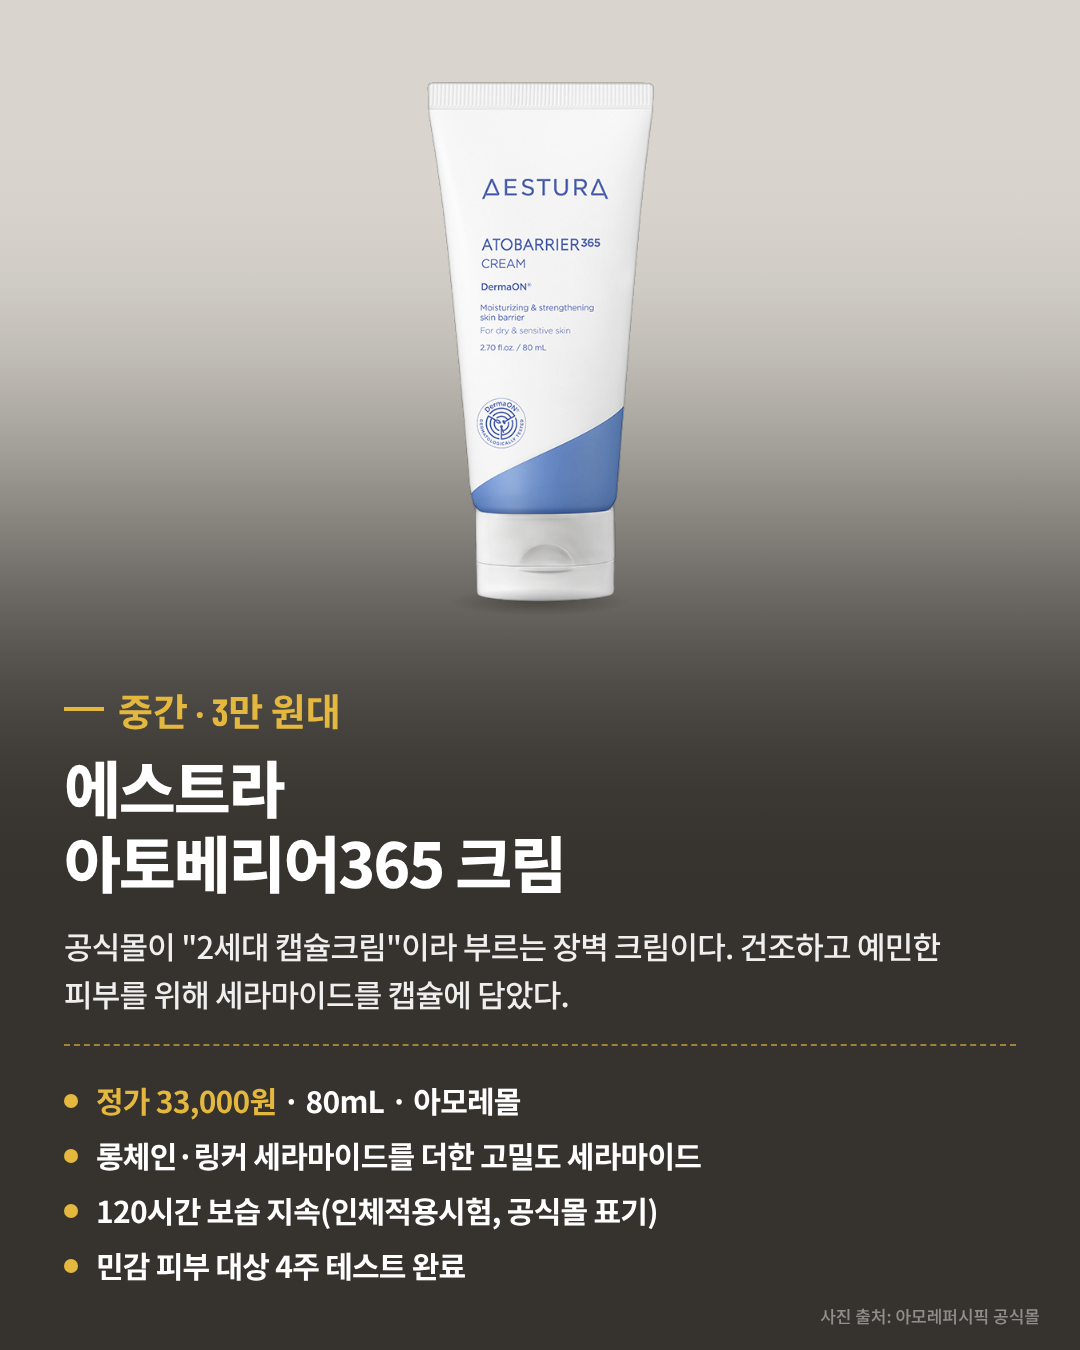 AESTURA
ATOBARRIER365
CREAM
DermaON®
Moisturizing & strengthening
skin barrier
For dry & sensitive skin
2.70 fl.oz. / 80 mL
DermaON®
DERMATOLOGICALLY TESTED
중간 · 3만 원대
에스트라
아토베리어365 크림
공식몰이 "2세대 캡슐크림"이라 부르는 장벽 크림이다. 건조하고 예민한
피부를 위해 세라마이드를 캡슐에 담았다.
정가 33,000원 · 80mL · 아모레몰
롱체인·링커 세라마이드를 더한 고밀도 세라마이드
120시간 보습 지속(인체적용시험, 공식몰 표기)
민감 피부 대상 4주 테스트 완료
사진 출처: 아모레퍼시픽 공식몰